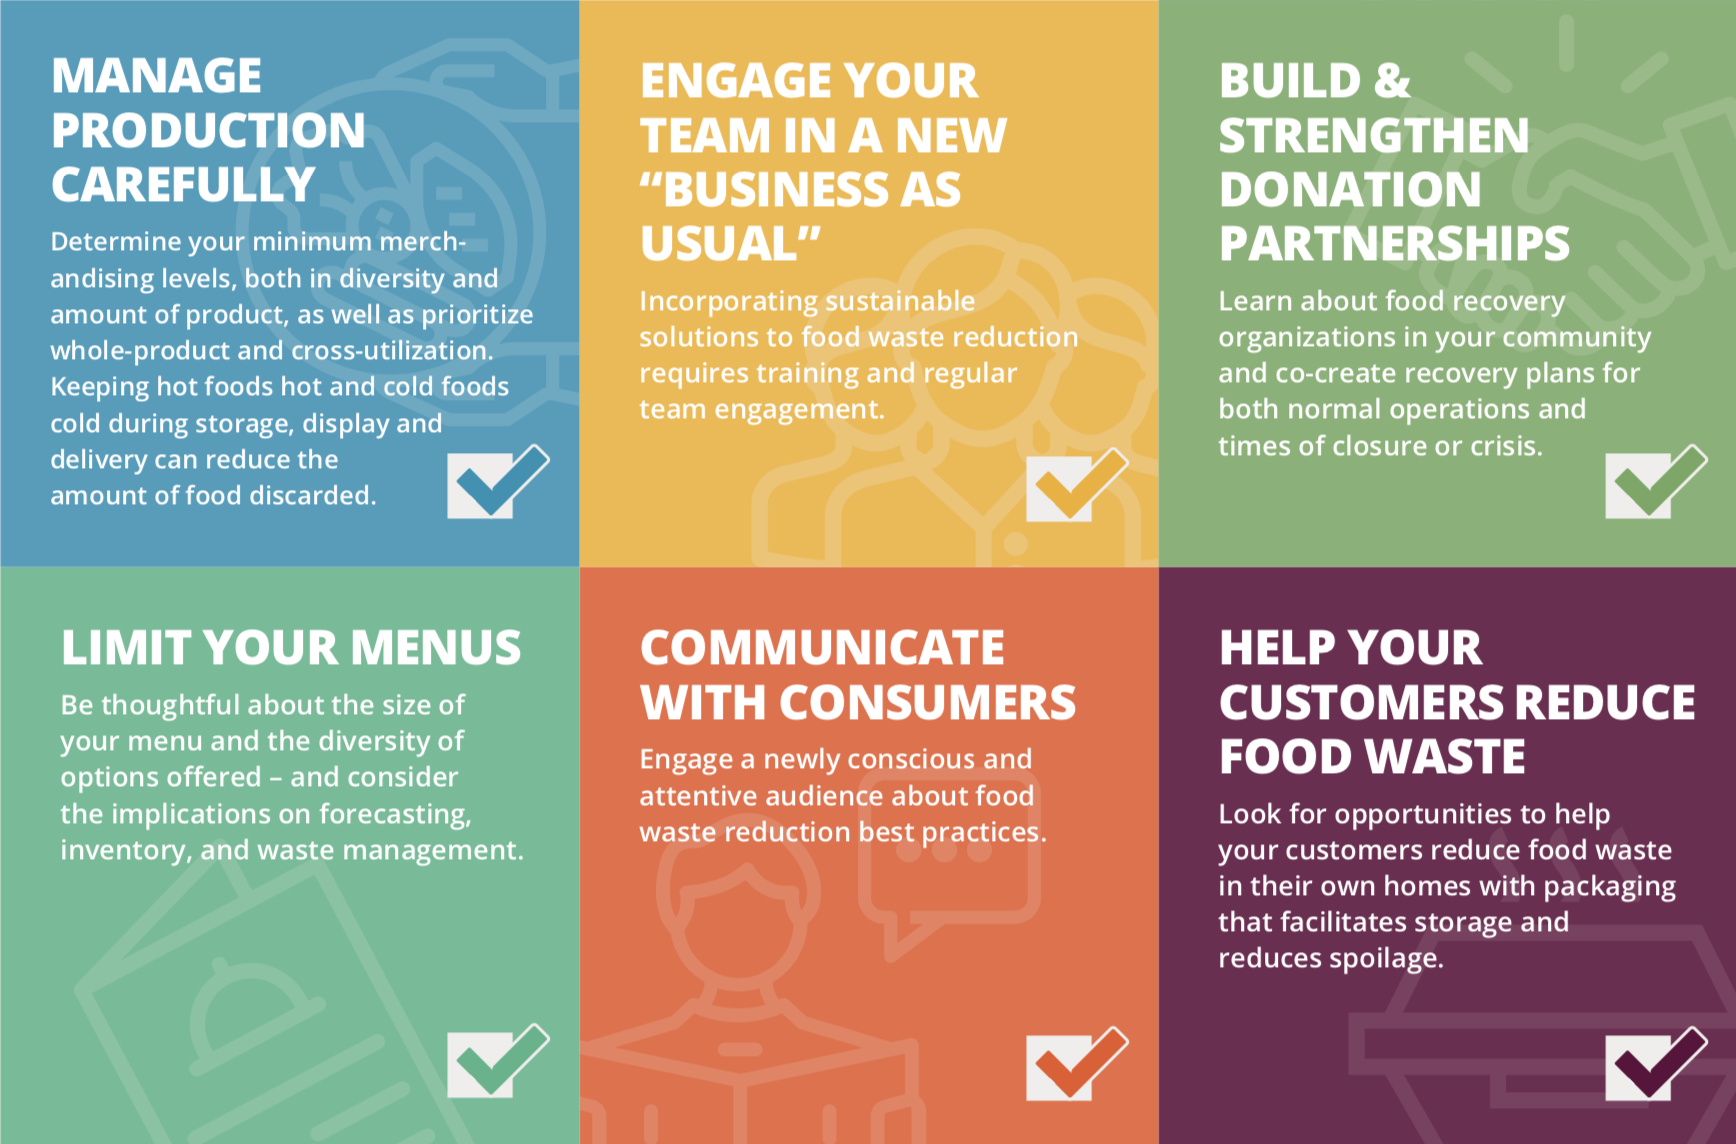 MANAGE
PRODUCTION
CAREFULLY
Determine your minimum merch-
andising levels, both in diversity and
amount of product, as well as prioritize
whole-product and cross-utilization.
Keeping hot foods hot and cold foods
cold during storage, display and
delivery can reduce the
amount of food discarded.
ENGAGE YOUR
TEAM IN A NEW
“BUSINESS AS
USUAL”
Incorporating sustainable
solutions to food waste reduction
requires training and regular
team engagement.
BUILD &
STRENGTHEN
DONATION
PARTNERSHIPS
Learn about food recovery
organizations in your community
and co-create recovery plans for
both normal operations and
times of closure or crisis.
LIMIT YOUR MENUS
Be thoughtful about the size of
your menu and the diversity of
options offered – and consider
the implications on forecasting,
inventory, and waste management.
COMMUNICATE
WITH CONSUMERS
Engage a newly conscious and
attentive audience about food
waste reduction best practices.
HELP YOUR
CUSTOMERS REDUCE
FOOD WASTE
Look for opportunities to help
your customers reduce food waste
in their own homes with packaging
that facilitates storage and
reduces spoilage.